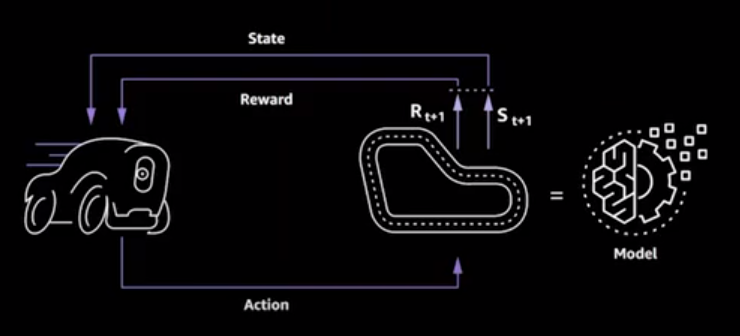 State
Reward
R t+1
S t+1
=
Model
Action